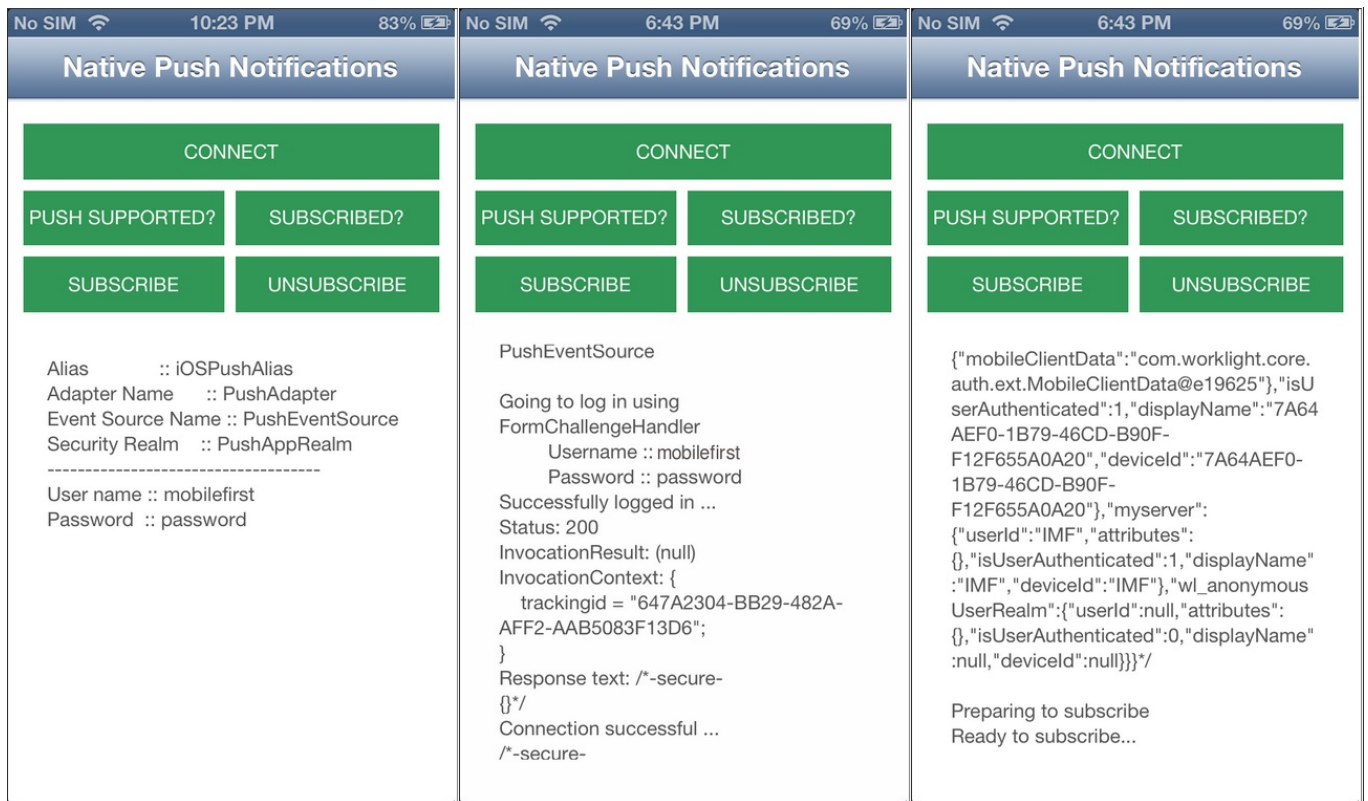 No SIM 10:23 PM 83%
Native Push Notifications
CONNECT
PUSH SUPPORTED? SUBSCRIBED?
SUBSCRIBE UNSUBSCRIBE
Alias :: iOSPushAlias
Adapter Name :: PushAdapter
Event Source Name :: PushEventSource
Security Realm :: PushAppRealm
------------------------------------
User name :: mobilefirst
Password :: password
No SIM 6:43 PM 69%
Native Push Notifications
CONNECT
PUSH SUPPORTED? SUBSCRIBED?
SUBSCRIBE UNSUBSCRIBE
PushEventSource
Going to log in using
FormChallengeHandler
Username :: mobilefirst
Password :: password
Successfully logged in ...
Status: 200
InvocationResult: (null)
InvocationContext: {
trackingid = "647A2304-BB29-482A-
AFF2-AAB5083F13D6";
}
Response text: /*-secure-
{}*/
Connection successful ...
/*-secure-
No SIM 6:43 PM 69%
Native Push Notifications
CONNECT
PUSH SUPPORTED? SUBSCRIBED?
SUBSCRIBE UNSUBSCRIBE
{"mobileClientData":"com.worklight.core.
auth.ext.MobileClientData@e19625"},"isU
serAuthenticated":1,"displayName":"7A64
AEF0-1B79-46CD-B90F-
F12F655A0A20","deviceId":"7A64AEF0-
1B79-46CD-B90F-
F12F655A0A20"},"myserver":
{"userId":"IMF","attributes":
{},"isUserAuthenticated":1,"displayName"
:"IMF","deviceId":"IMF"},"wl_anonymous
UserRealm":{"userId":null,"attributes":
{},"isUserAuthenticated":0,"displayName"
:null,"deviceId":null}}}*/
Preparing to subscribe
Ready to subscribe...